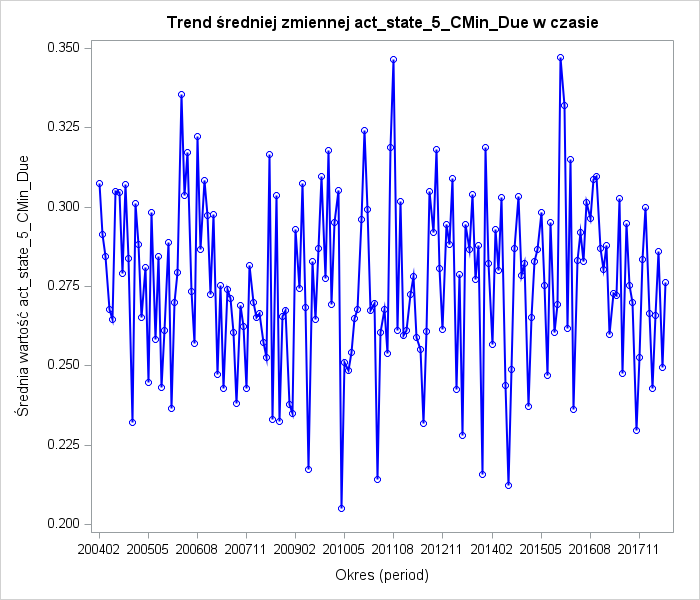 Trend średniej zmiennej act_state_5_CMin_Due w czasie
Średnia wartość act_state_5_CMin_Due
0.350
0.325
0.300
0.275
0.250
0.225
0.200
200402 200505 200608 200711 200902 201005 201108 201211 201402 201505 201608 201711
Okres (period)